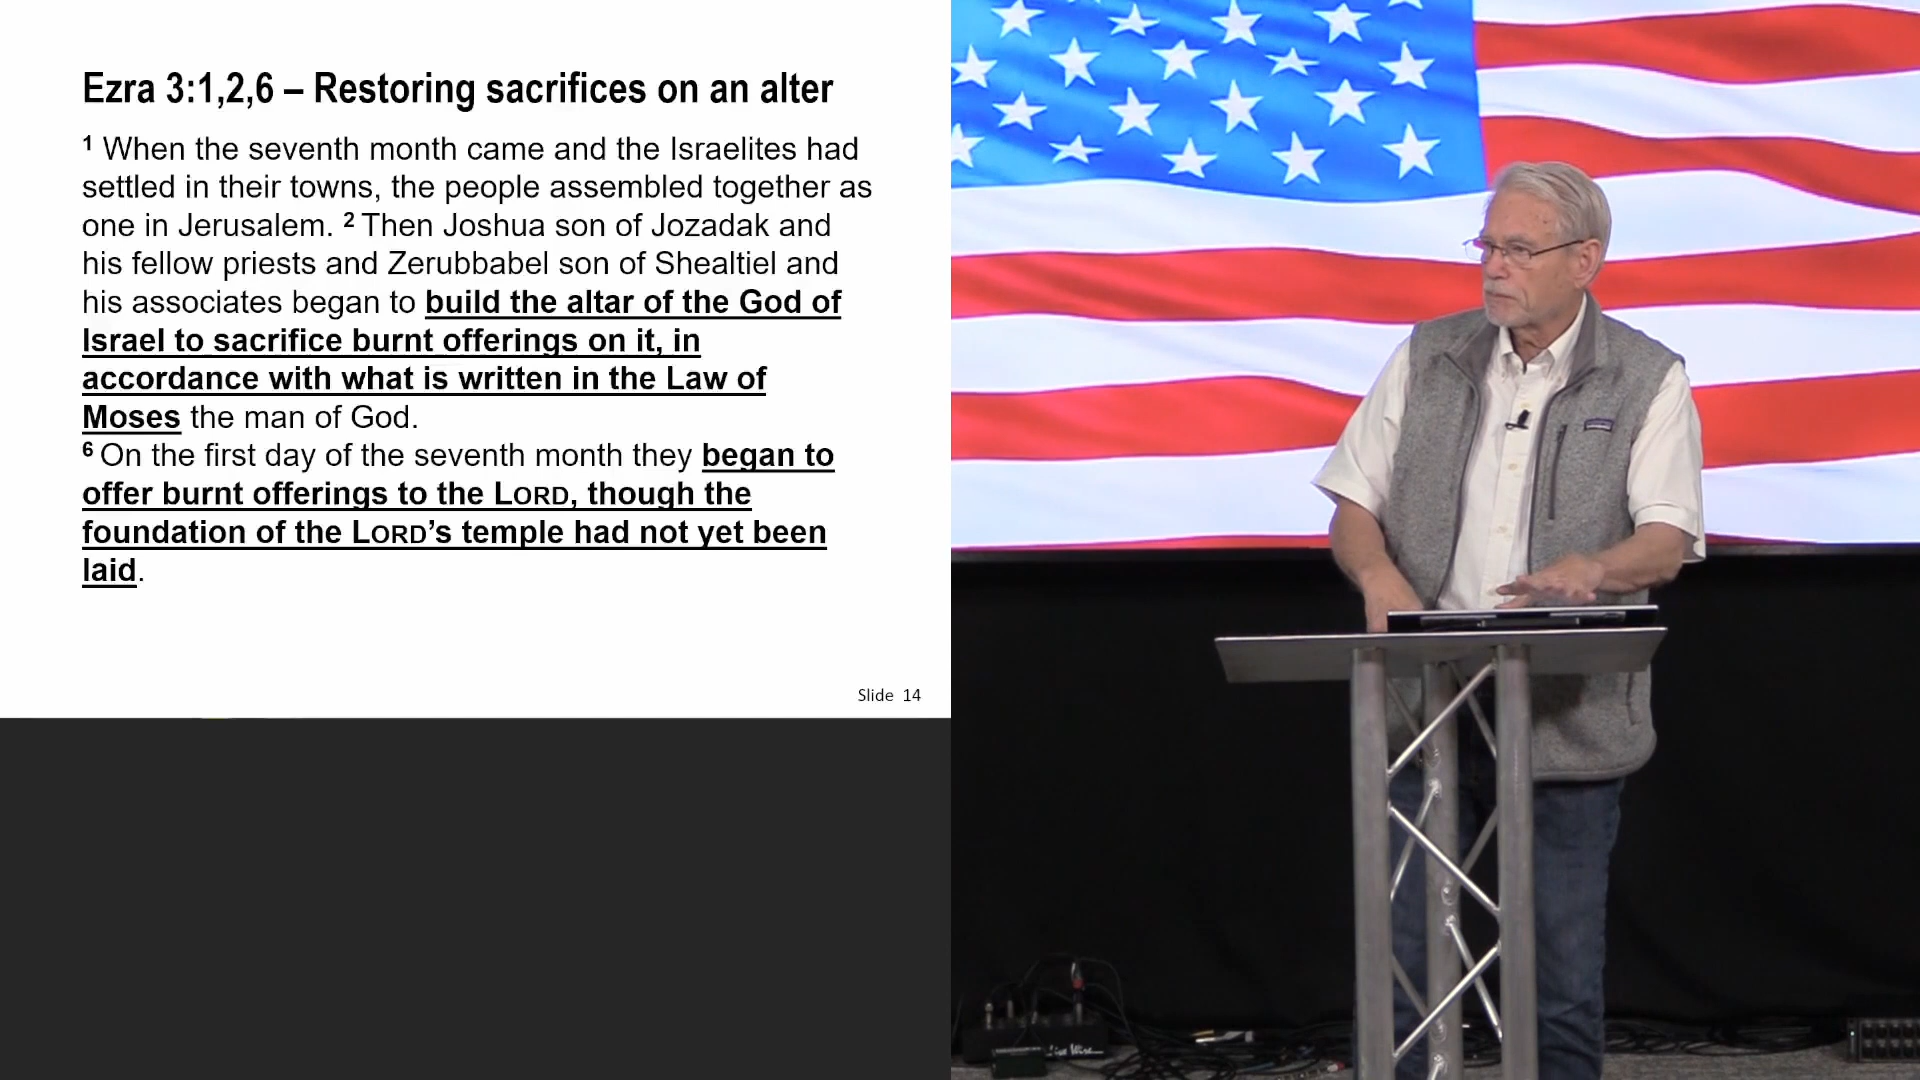 Ezra 3:1,2,6 – Restoring sacrifices on an alter
1 When the seventh month came and the Israelites had
settled in their towns, the people assembled together as
one in Jerusalem. 2 Then Joshua son of Jozadak and
his fellow priests and Zerubbabel son of Shealtiel and
his associates began to build the altar of the God of
Israel to sacrifice burnt offerings on it, in
accordance with what is written in the Law of
Moses the man of God.
6 On the first day of the seventh month they began to
offer burnt offerings to the LORD, though the
foundation of the LORD’s temple had not yet been
laid.
Slide 14
Live Wire